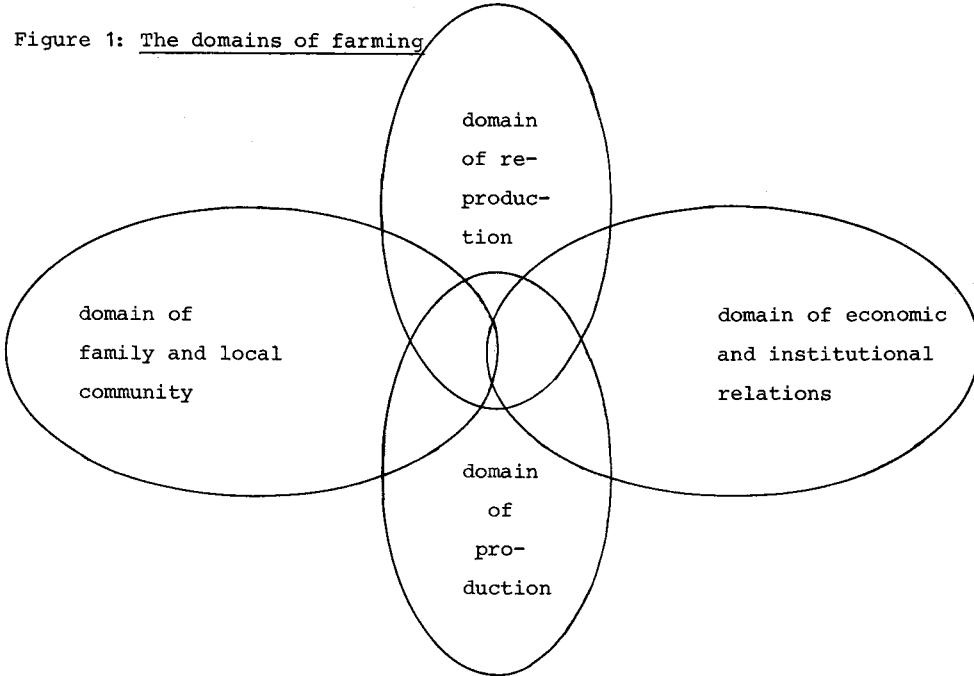 Figure 1: The domains of farming
domain
of re-
produc-
tion
domain of
family and local
community
domain of economic
and institutional
relations
domain
of
pro-
duction